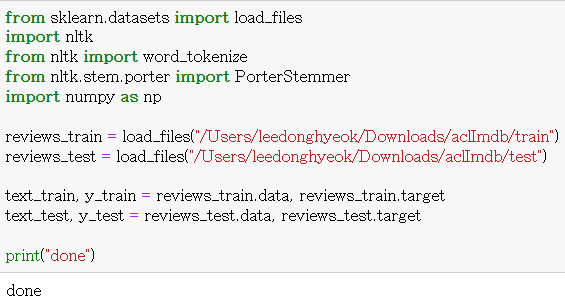 from sklearn.datasets import load_files
import nltk
from nltk import word_tokenize
from nltk.stem.porter import PorterStemmer
import numpy as np
reviews_train = load_files("/Users/leedonghyeok/Downloads/aclImdb/train")
reviews_test = load_files("/Users/leedonghyeok/Downloads/aclImdb/test")
text_train, y_train = reviews_train.data, reviews_train.target
text_test, y_test = reviews_test.data, reviews_test.target
print("done")
done